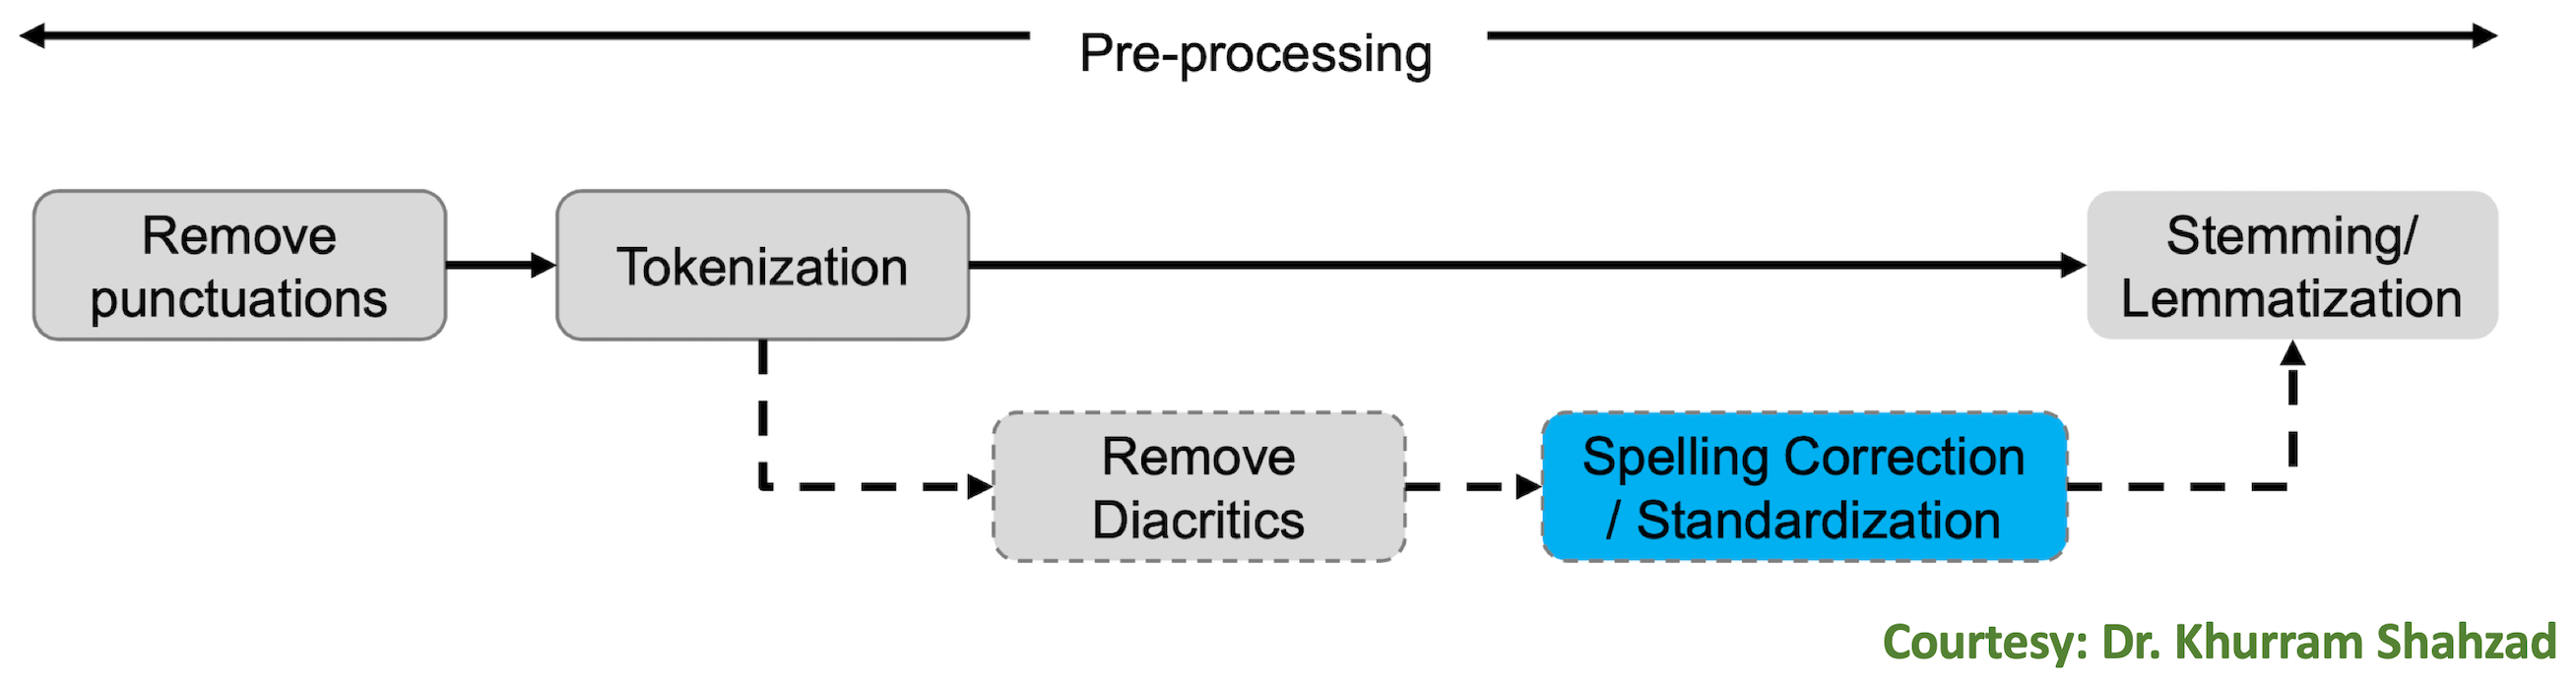 Pre-processing
Remove
punctuations
Tokenization
Stemming/
Lemmatization
Remove
Diacritics
Spelling Correction
/ Standardization
Courtesy: Dr. Khurram Shahzad